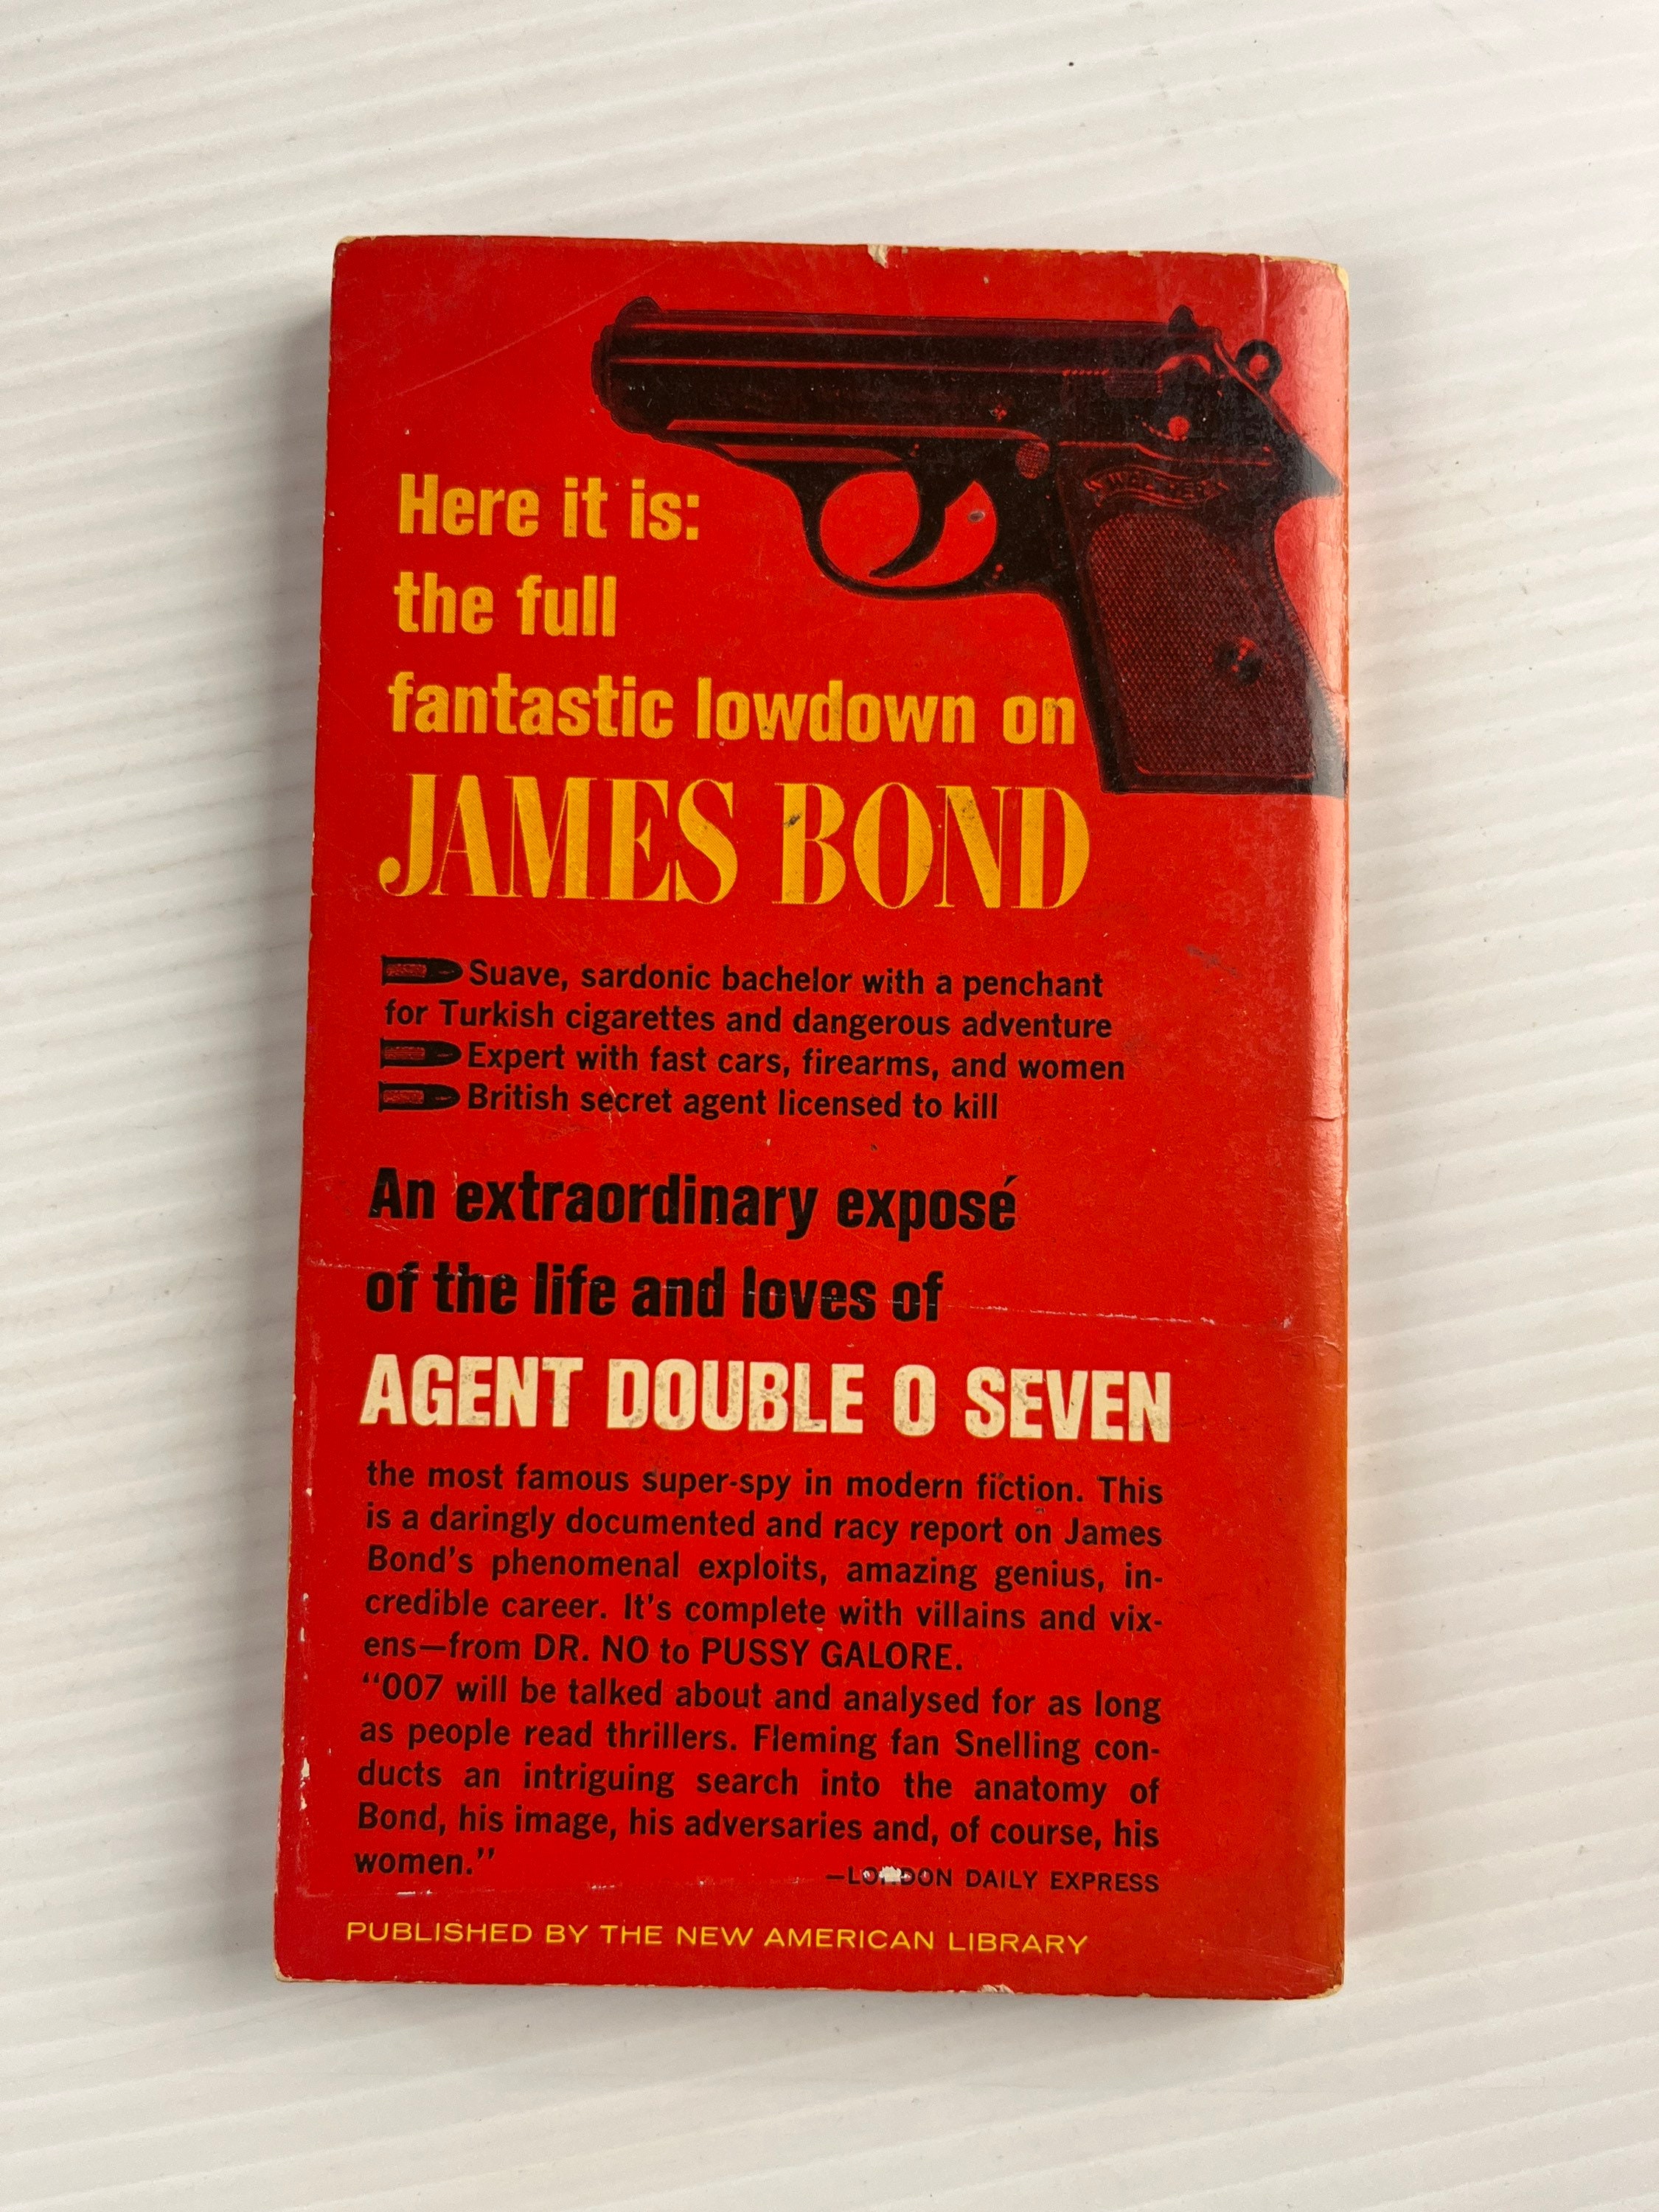 WALTHER
Here it is:
the full
fantastic lowdown on
JAMES BOND
Suave, sardonic bachelor with a penchant
for Turkish cigarettes and dangerous adventure
Expert with fast cars, firearms, and women
British secret agent licensed to kill
An extraordinary exposé
of the life and loves of
AGENT DOUBLE O SEVEN
the most famous super-spy in modern fiction. This
is a daringly documented and racy report on James
Bond's phenomenal exploits, amazing genius, in-
credible career. It's complete with villains and vix-
ens—from DR. NO to PUSSY GALORE.
"007 will be talked about and analysed for as long
as people read thrillers. Fleming fan Snelling con-
ducts an intriguing search into the anatomy of
Bond, his image, his adversaries and, of course, his
women."
—LONDON DAILY EXPRESS
PUBLISHED BY THE NEW AMERICAN LIBRARY